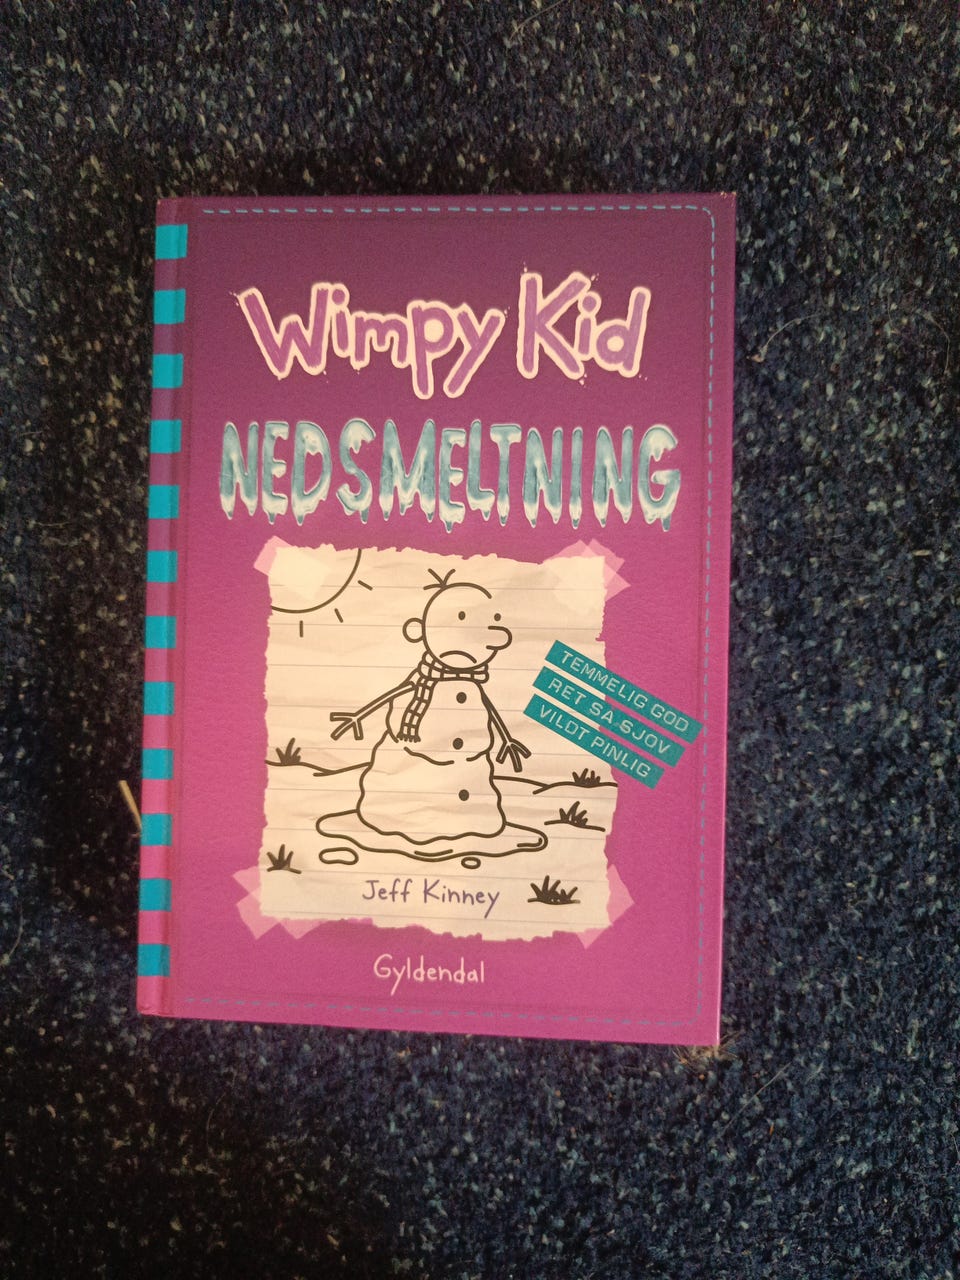 Wimpy Kid
NEDSMELTNING
TEMMELIG GOD
RET SÅ SJOV
VILDT PINLIG
Jeff Kinney
Gyldendal